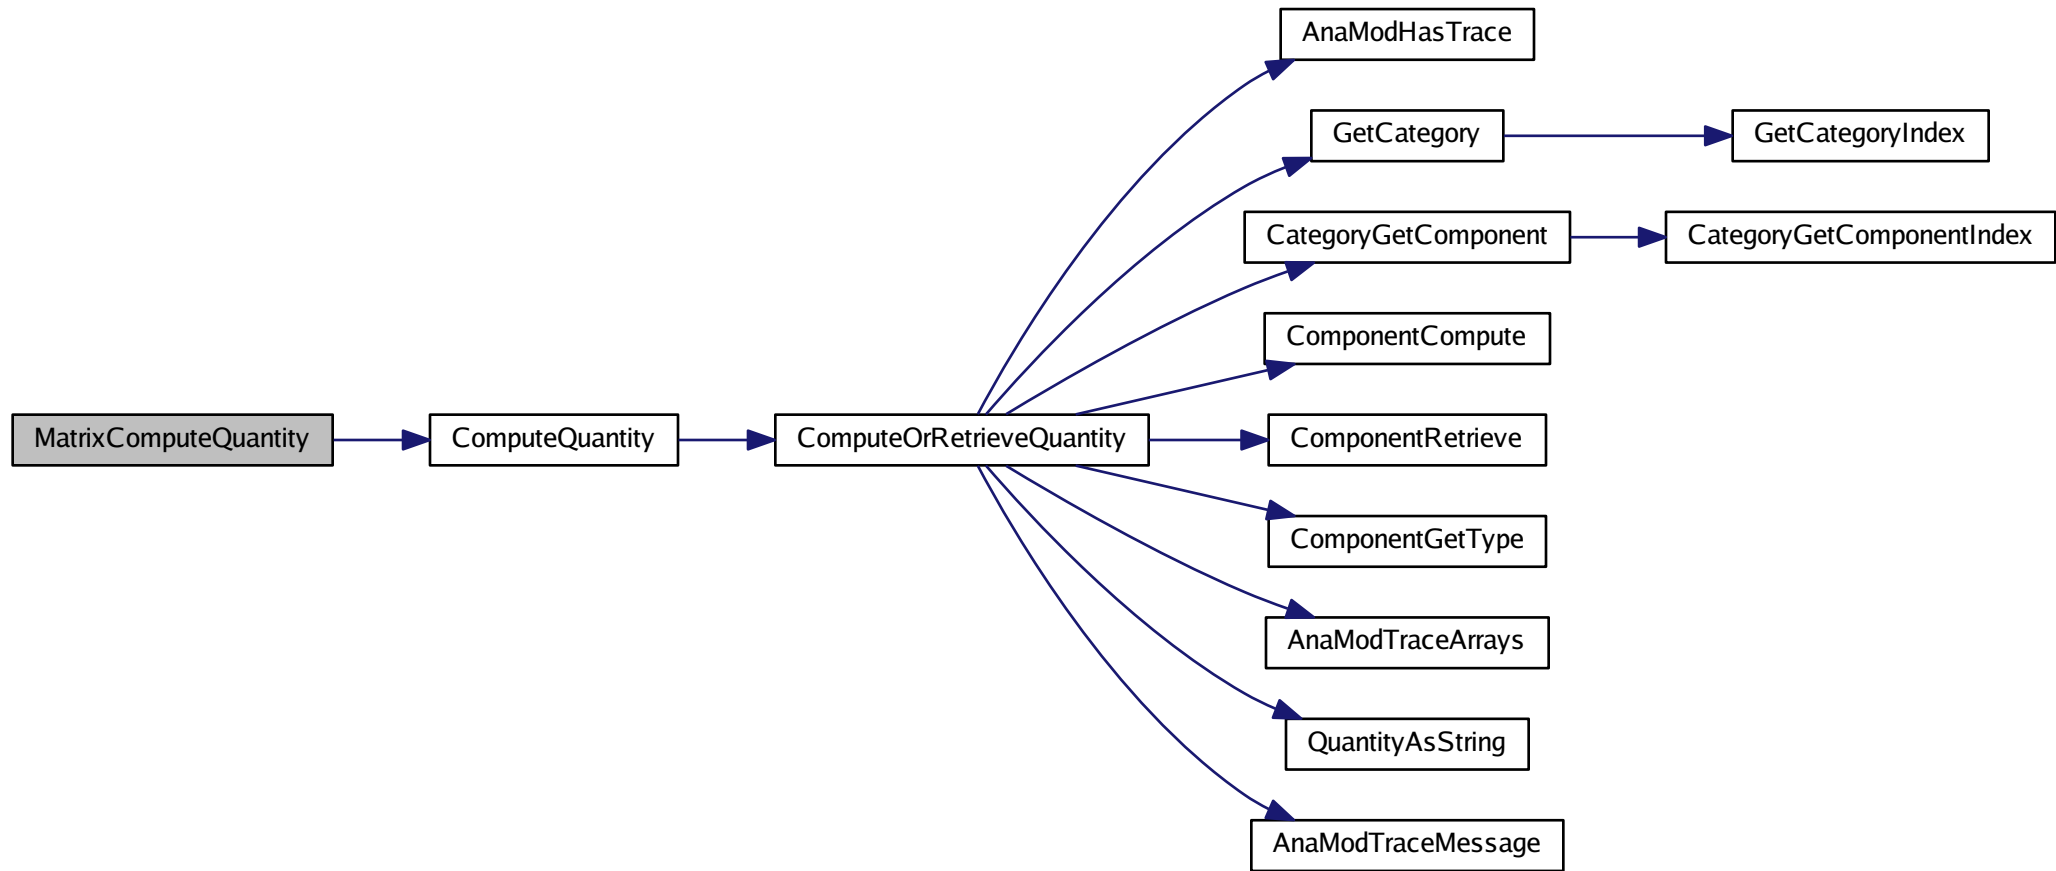 AnaModHasTrace
GetCategory
GetCategoryIndex
CategoryGetComponent
CategoryGetComponentIndex
ComponentCompute
MatrixComputeQuantity
ComputeQuantity
ComputeOrRetrieveQuantity
ComponentRetrieve
ComponentGetType
AnaModTraceArrays
QuantityAsString
AnaModTraceMessage